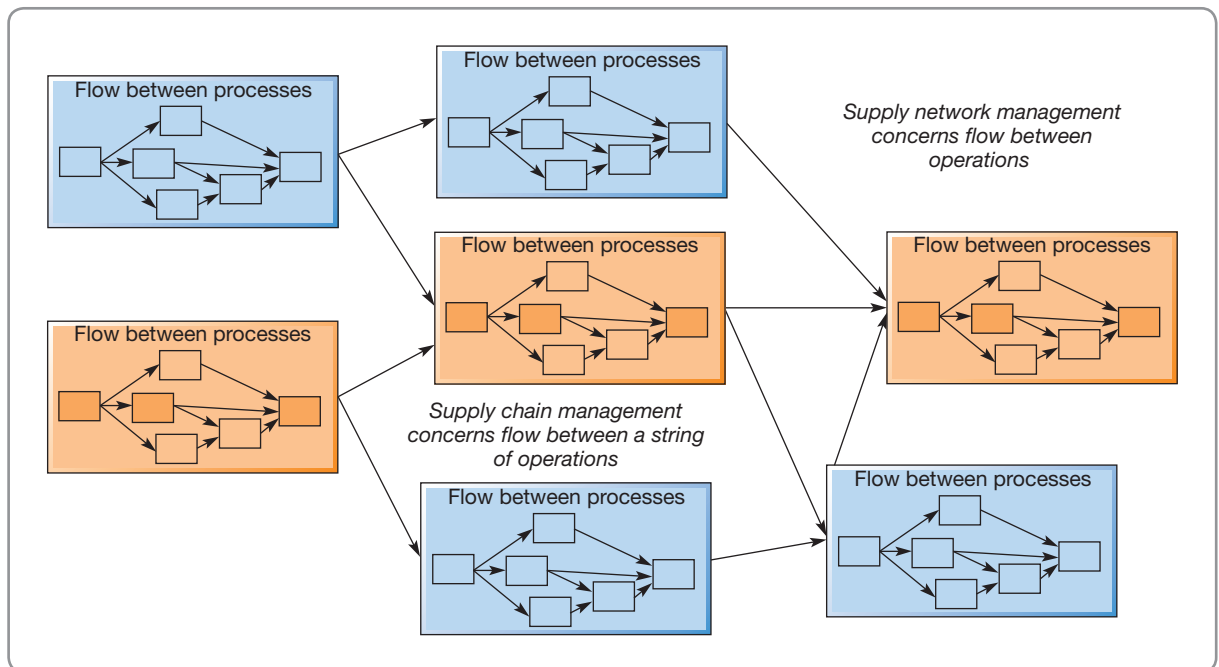 Flow between processes
Flow between processes
Supply network management
concerns flow between
operations
Flow between processes
Flow between processes
Flow between processes
Supply chain management
concerns flow between a string
of operations
Flow between processes
Flow between processes